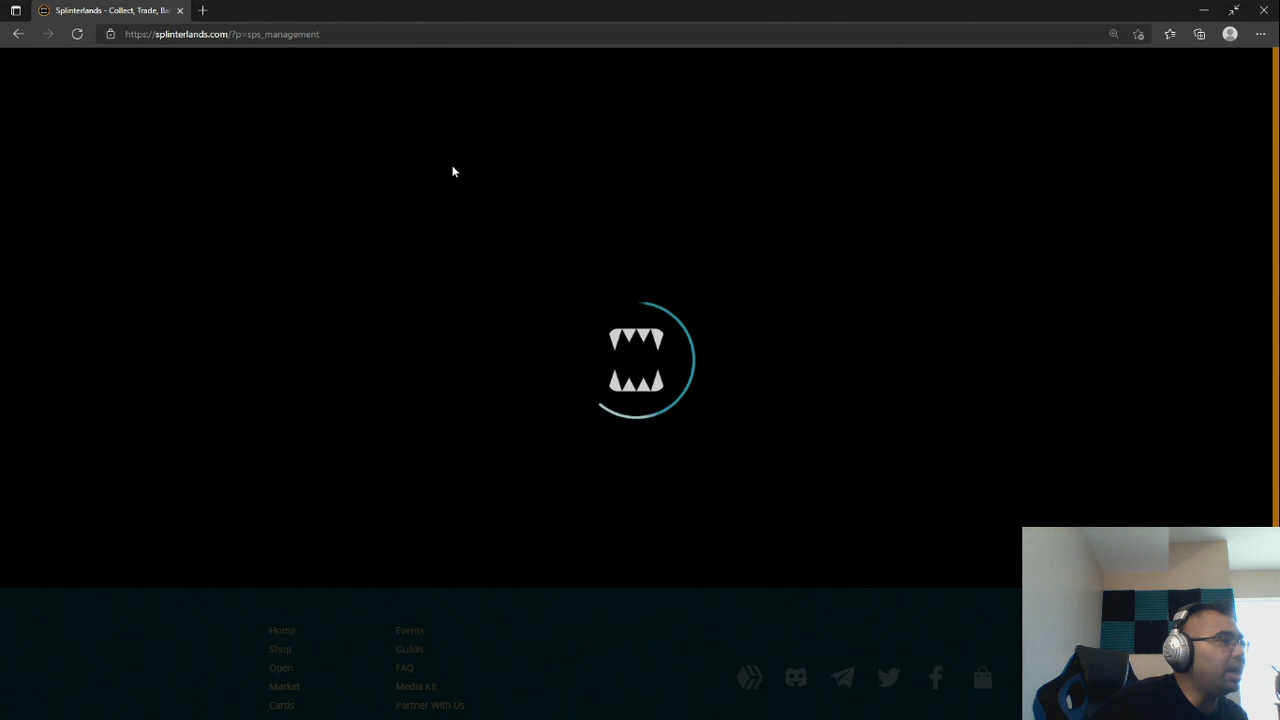 Splinterlands - Collect, Trade, Ba
https://splinterlands.com/?p=sps_management
Home
Events
Shop
Guilds
Open
FAQ
Market
Media Kit
Cards
Partner With Us